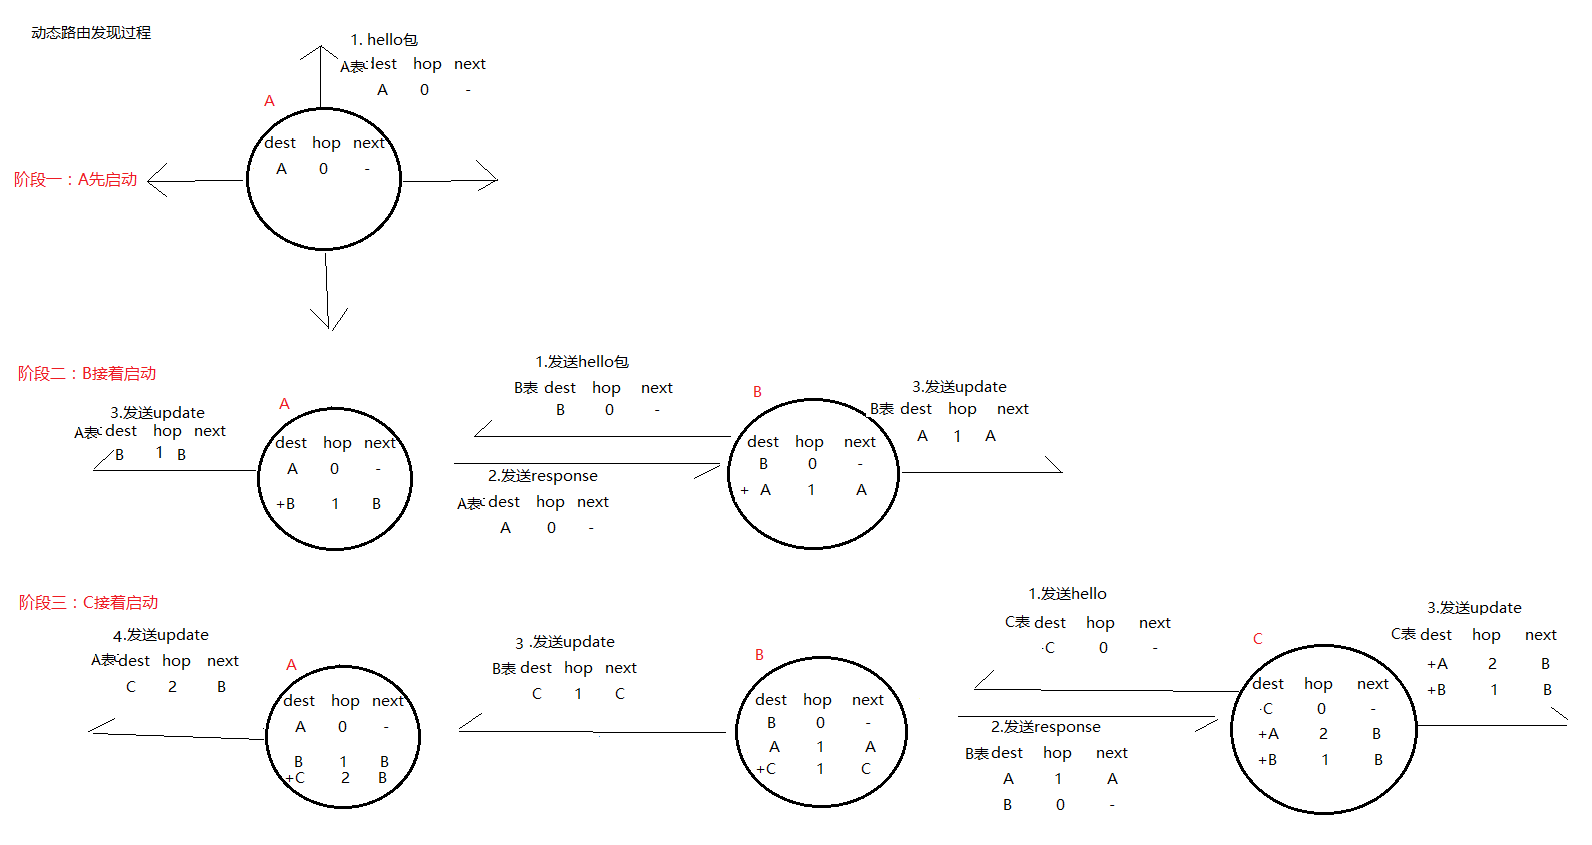 动态路由发现过程
1. hello包
A表:dest hop next
A 0 -
A
dest hop next
A 0 -
阶段一：A先启动
阶段二：B接着启动
3.发送update
A表:dest hop next
B 1 B
A
dest hop next
A 0 -
+B 1 B
1.发送hello包
B表 dest hop next
B 0 -
2.发送response
A表:dest hop next
A 0 -
B
dest hop next
B 0 -
+ A 1 A
3.发送update
B表 dest hop next
A 1 A
阶段三：C接着启动
4.发送update
A表:dest hop next
C 2 B
A
dest hop next
A 0 -
B 1 B
+C 2 B
3 .发送update
B表 dest hop next
C 1 C
B
dest hop next
B 0 -
A 1 A
+C 1 C
1.发送hello
C表 dest hop next
·C 0 -
2.发送response
B表 dest hop next
A 1 A
B 0 -
C
dest hop next
·C 0 -
+A 2 B
+B 1 B
3.发送update
C表 dest hop next
+A 2 B
+B 1 B